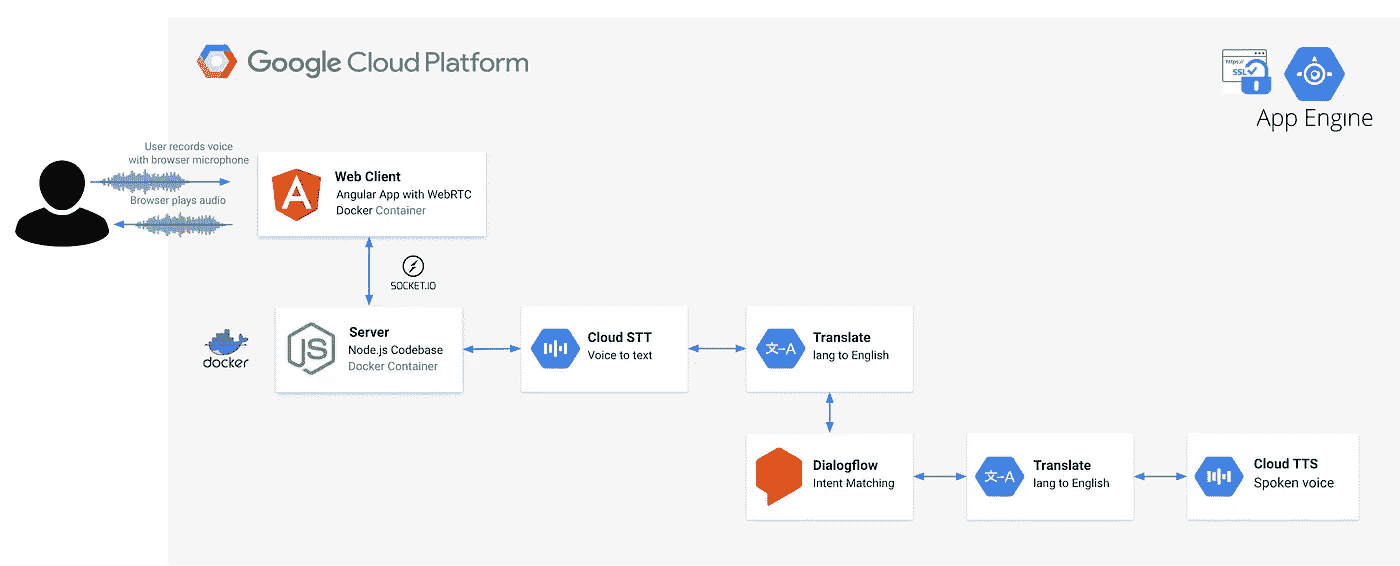 Google Cloud Platform
https://
SSL
App Engine
User records voice
with browser microphone
Browser plays audio
Web Client
Angular App with WebRTC
Docker Container
SOCKET.IO
docker
JS
Server
Node.js Codebase
Docker Container
Cloud STT
Voice to text
文-A
Translate
lang to English
Dialogflow
Intent Matching
文-A
Translate
lang to English
Cloud TTS
Spoken voice
A